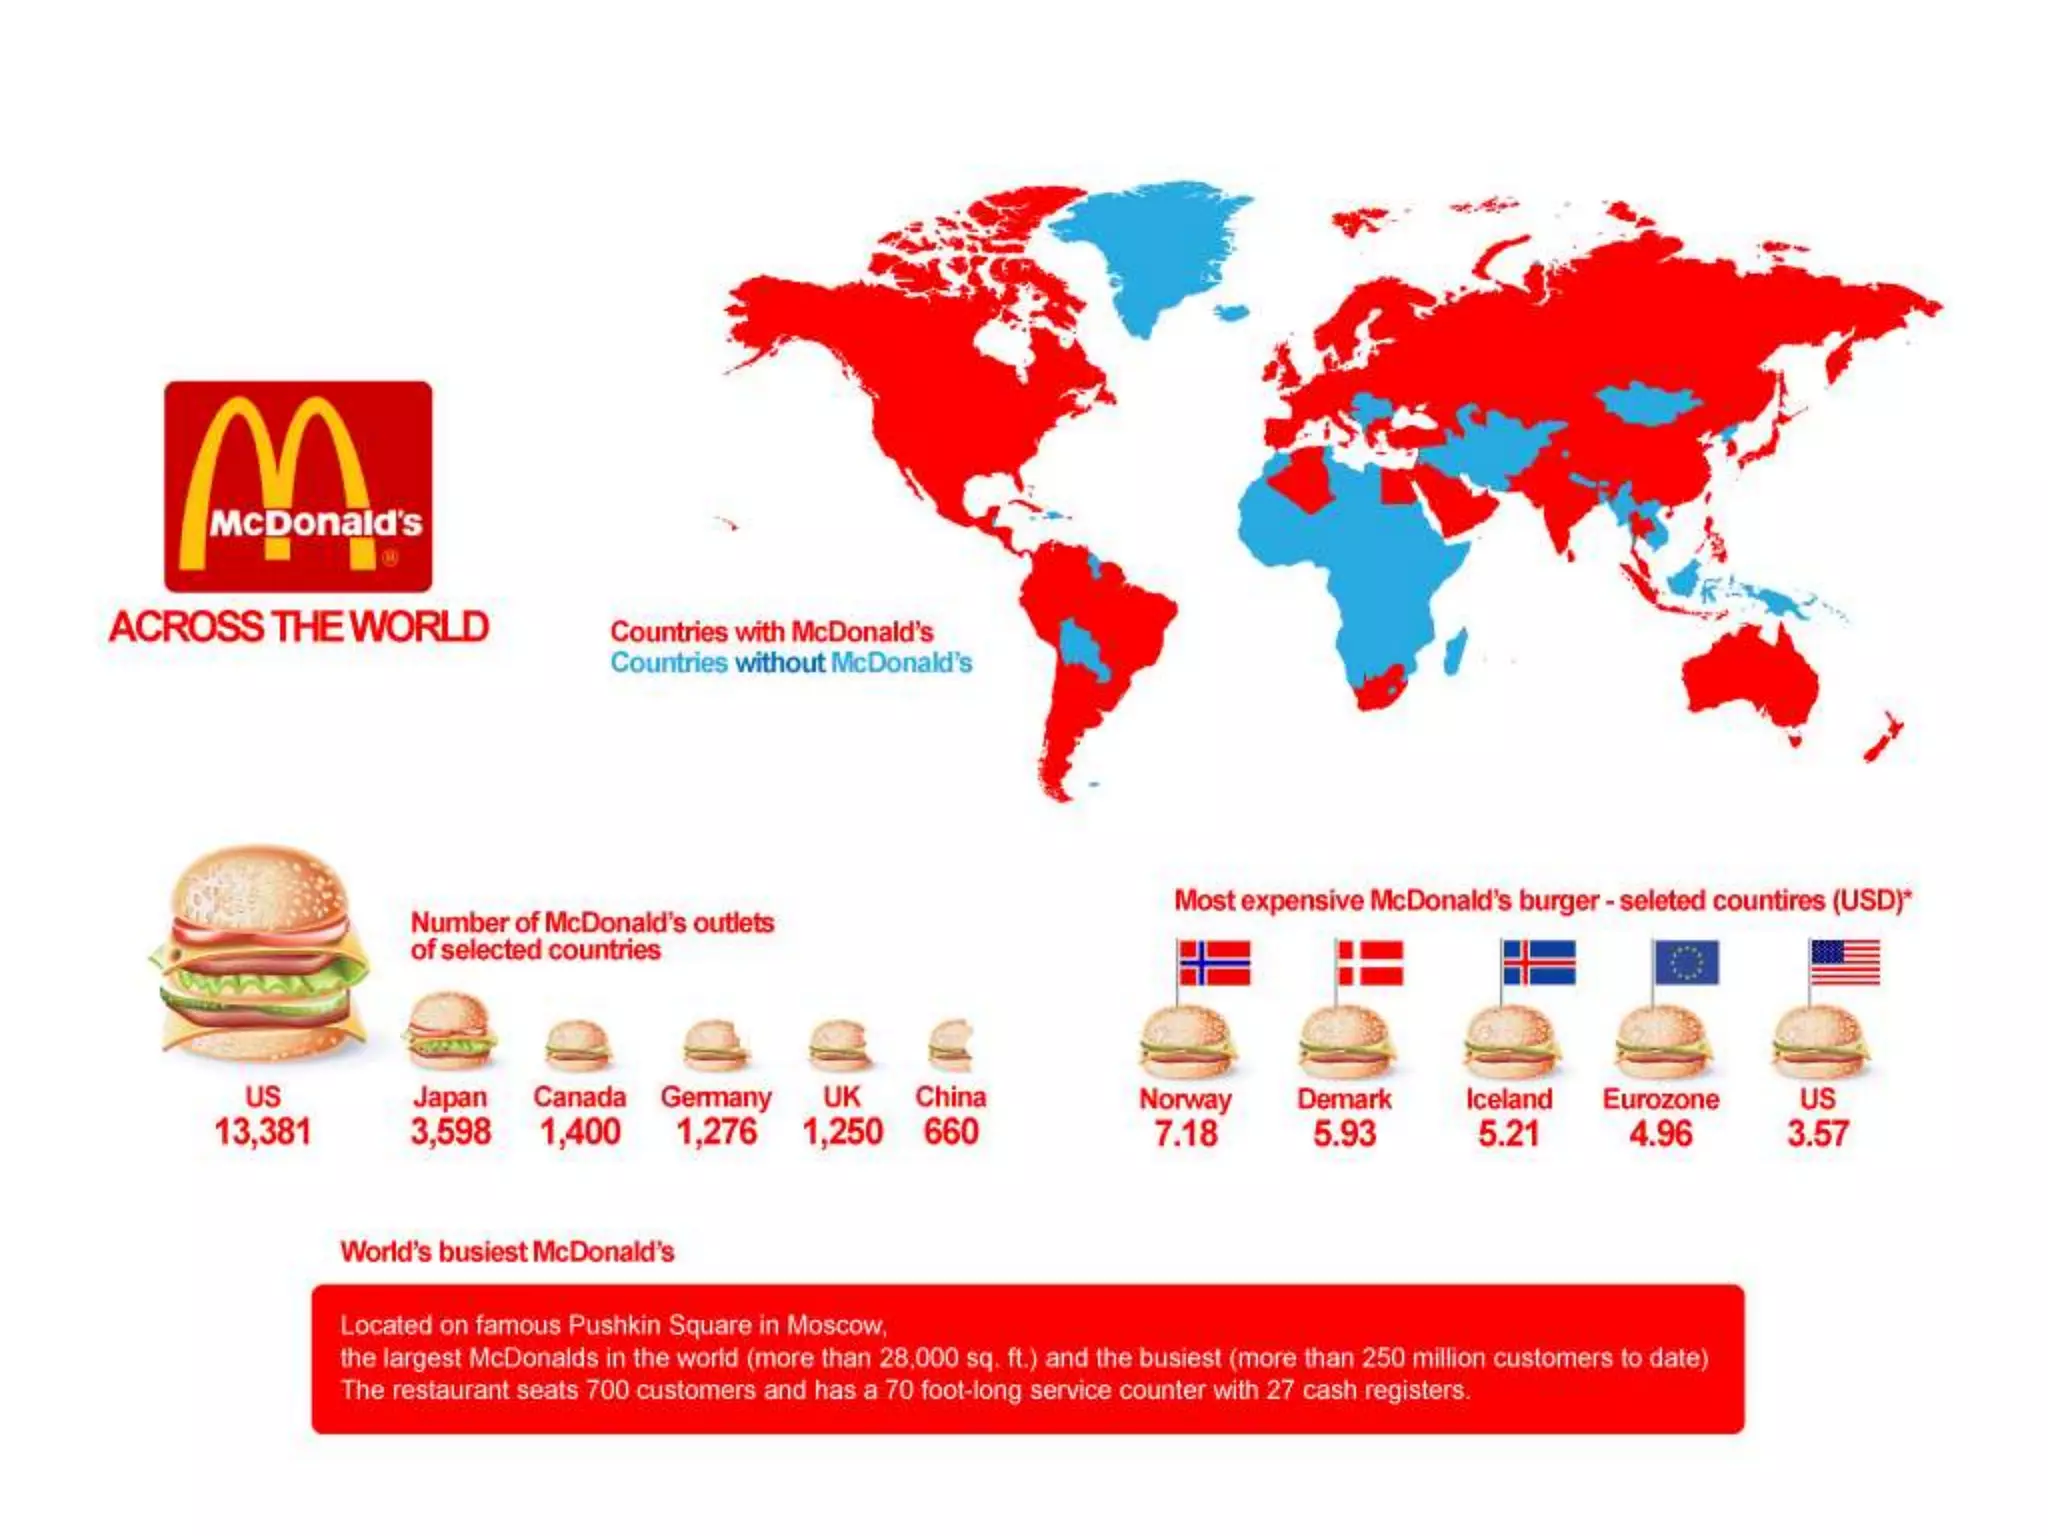 McDonald's
®
ACROSS THE WORLD
Countries with McDonald's
Countries without McDonald's
Number of McDonald's outlets
of selected countries
US
13,381
Japan
3,598
Canada
1,400
Germany
1,276
UK
1,250
China
660
Most expensive McDonald's burger - seleted countires (USD)*
Norway
7.18
Demark
5.93
Iceland
5.21
Eurozone
4.96
US
3.57
World's busiest McDonald's
Located on famous Pushkin Square in Moscow,
the largest McDonalds in the world (more than 28,000 sq. ft.) and the busiest (more than 250 million customers to date)
The restaurant seats 700 customers and has a 70 foot-long service counter with 27 cash registers.